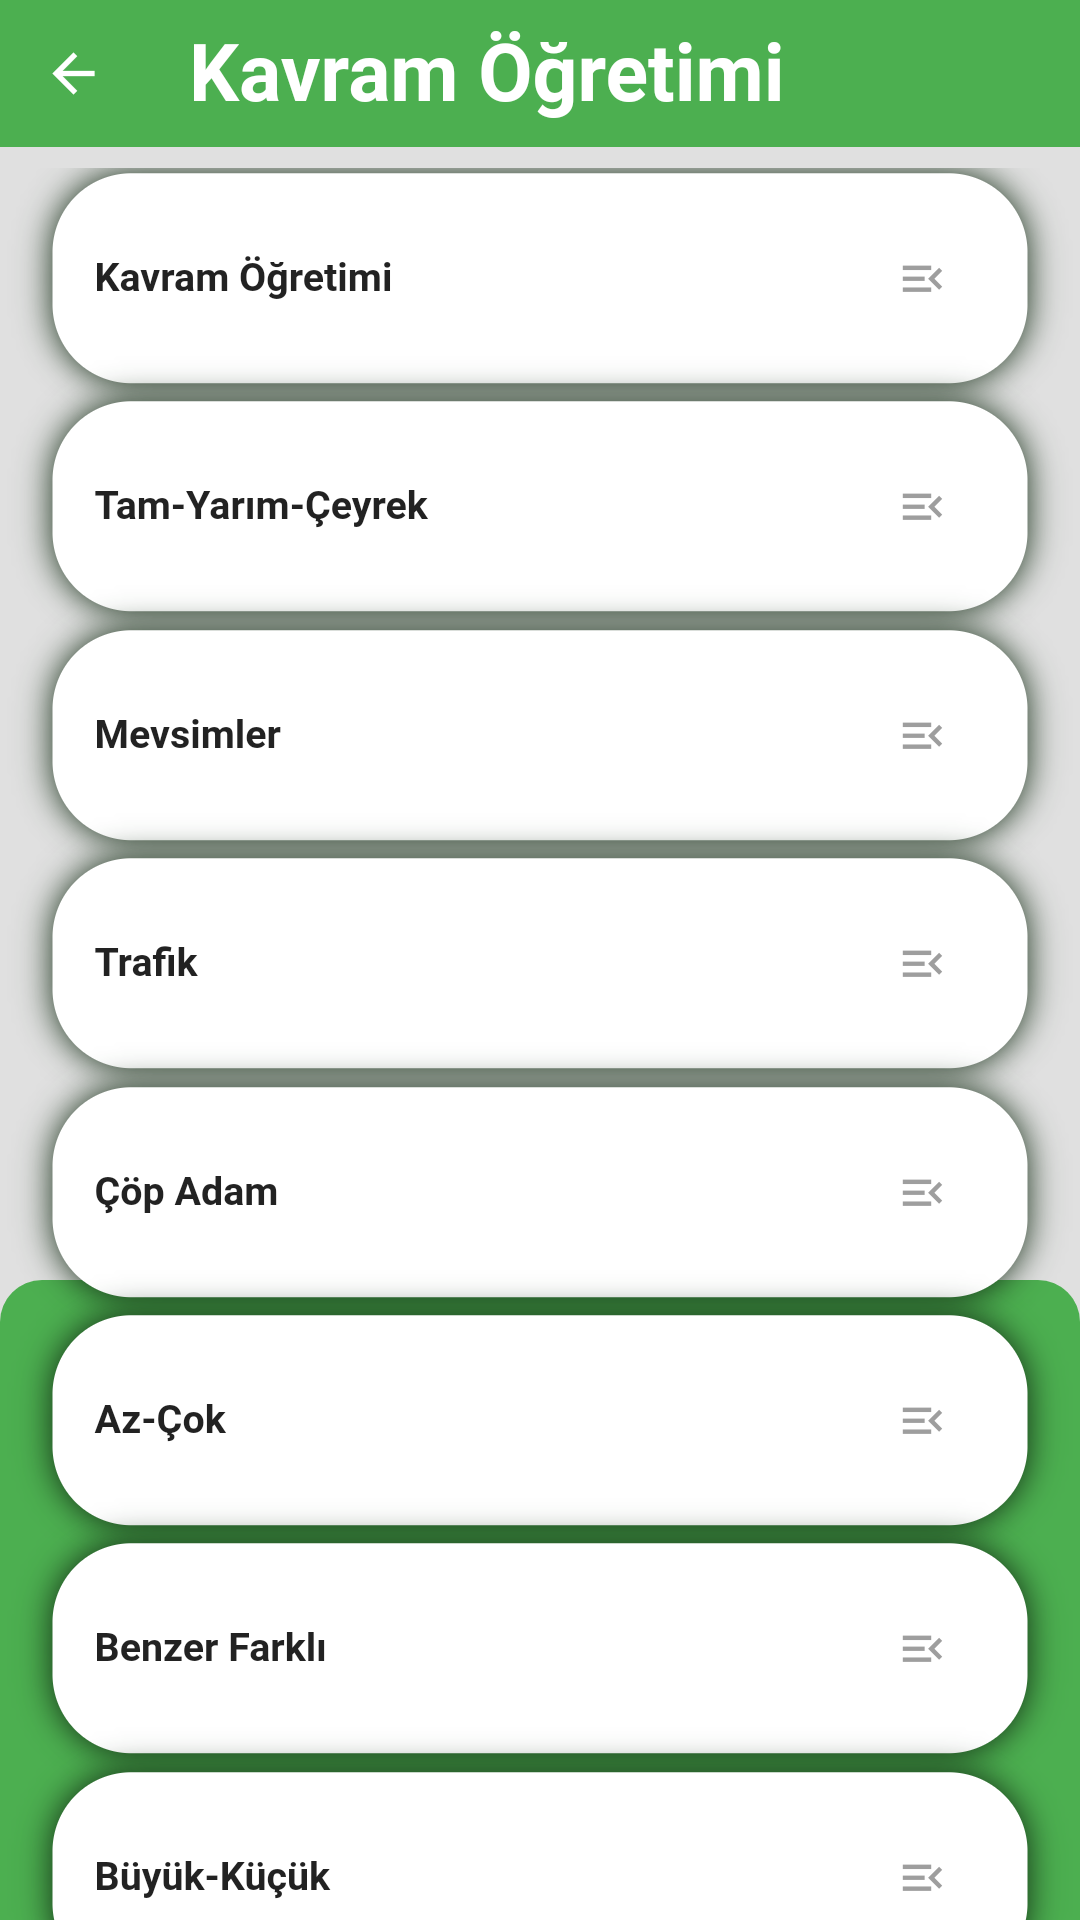 Kavram Öğretimi
Kavram Öğretimi
Tam-Yarım-Çeyrek
Mevsimler
Trafik
Çöp Adam
Az-Çok
Benzer Farklı
Büyük-Küçük